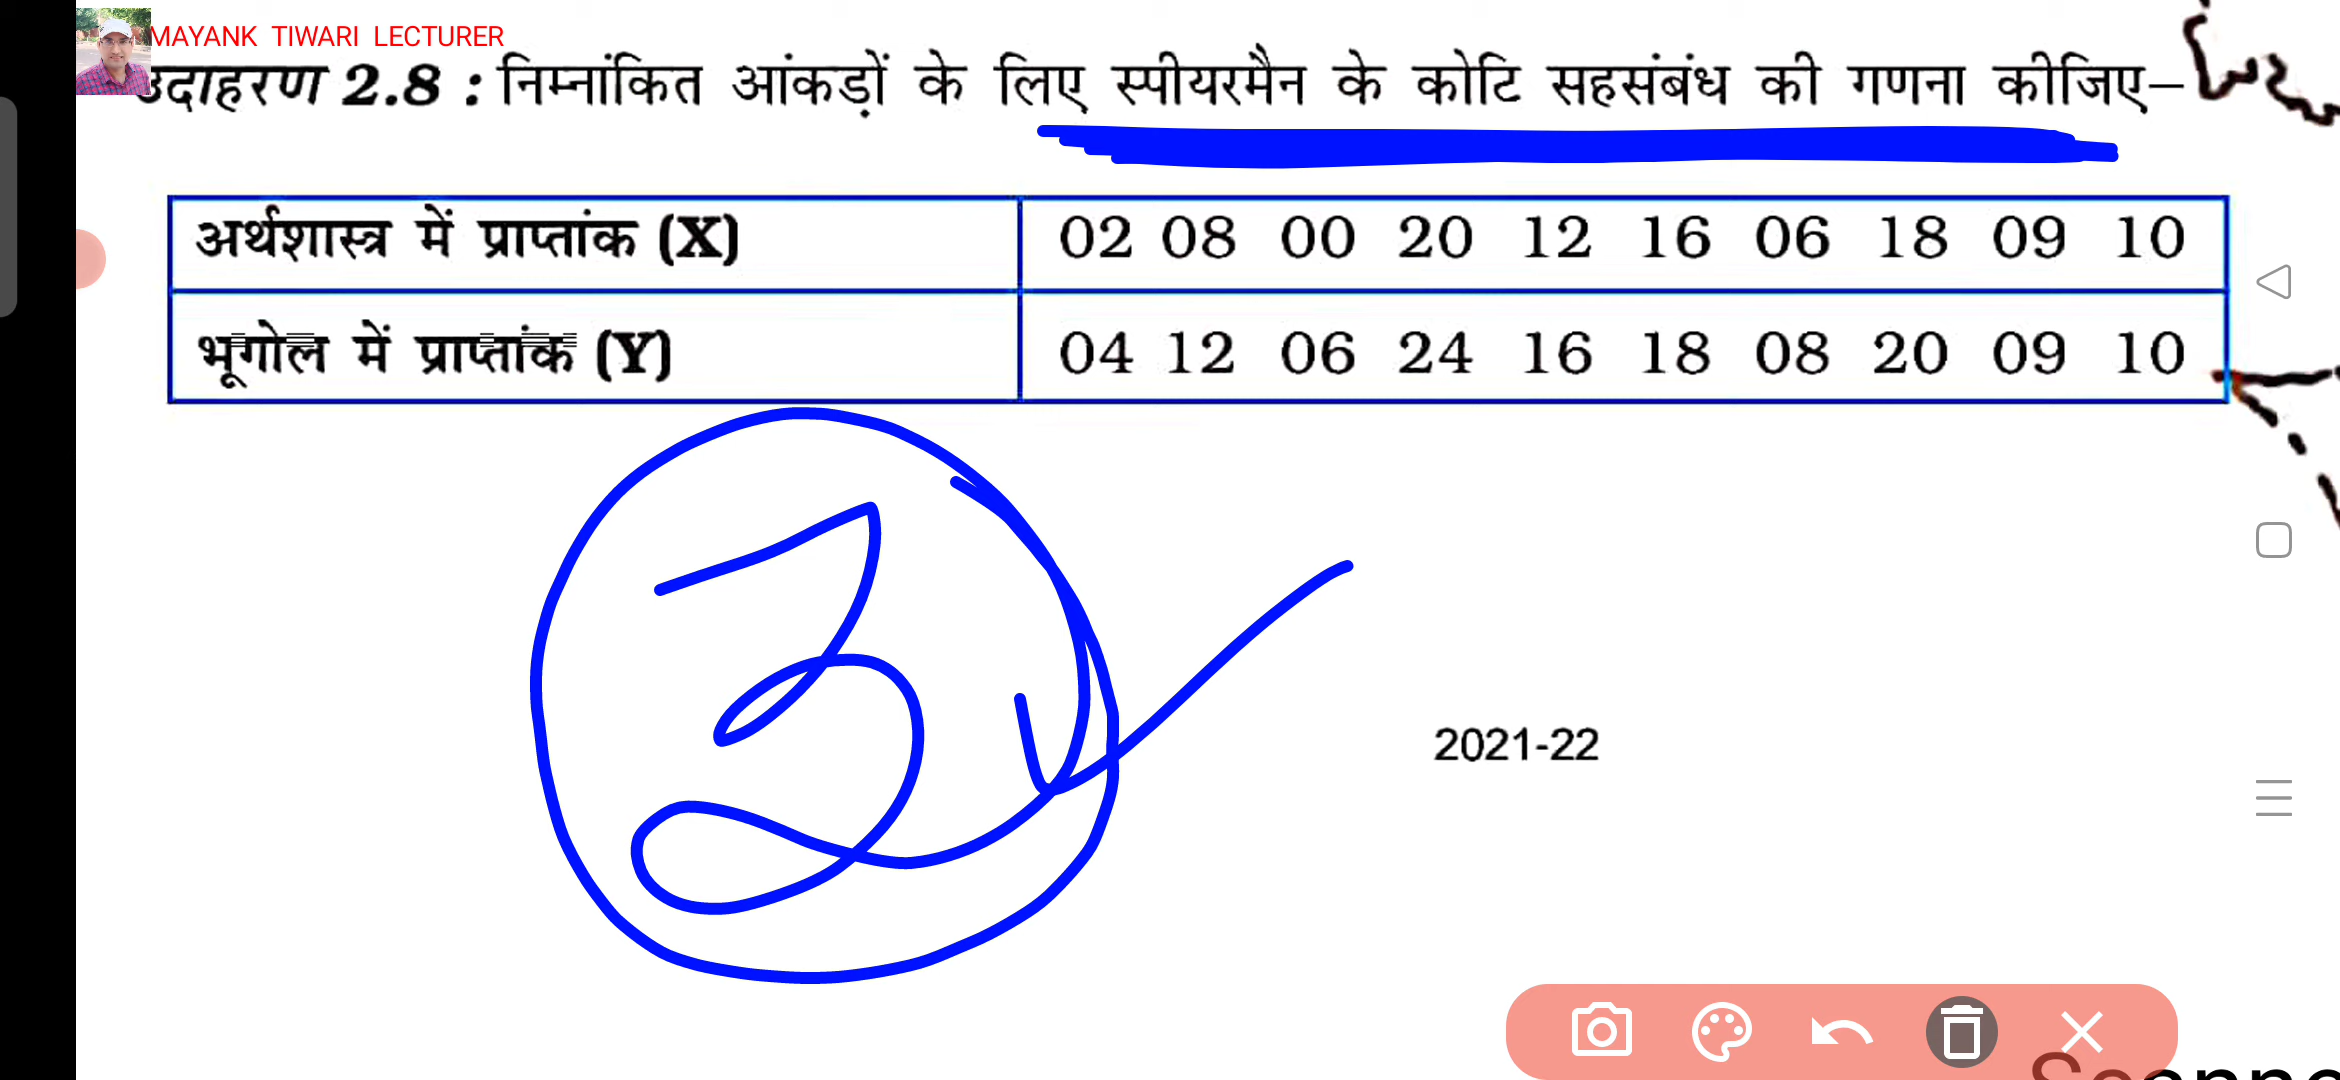 MAYANK TIWARI LECTURER
उदाहरण 2.8 : निम्नांकित आंकड़ों के लिए स्पीयरमैन के कोटि सहसंबंध की गणना कीजिए–
अर्थशास्त्र में प्राप्तांक (X) 02 08 00 20 12 16 06 18 09 10
भूगोल में प्राप्तांक (Y) 04 12 06 24 16 18 08 20 09 10
3
2021-22